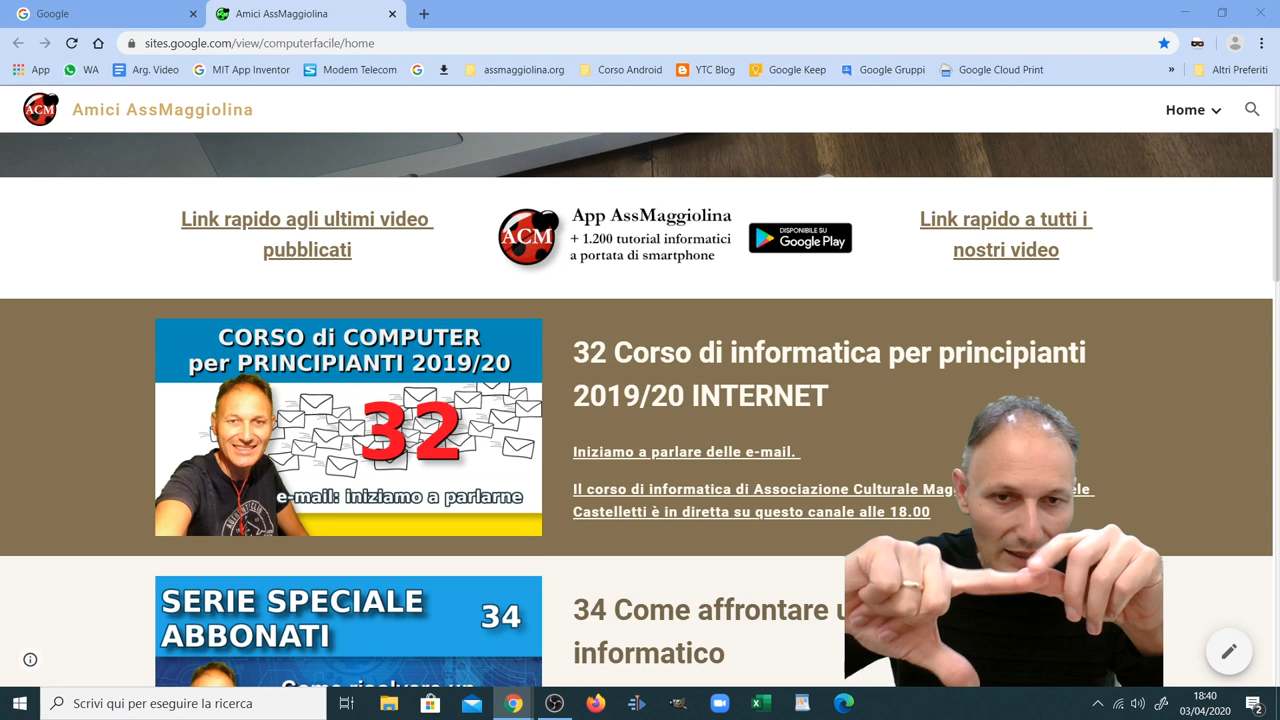 Google
Amici AssMaggiolina
sites.google.com/view/computerfacile/home
App
WA
Arg. Video
MIT App Inventor
Modem Telecom
assmaggiolina.org
Corso Android
YTC Blog
Google Keep
Google Gruppi
Google Cloud Print
»
Altri Preferiti
ACM
Amici AssMaggiolina
Home
Link rapido agli ultimi video
pubblicati
ACM
App AssMaggiolina
+ 1.200 tutorial informatici
a portata di smartphone
DISPONIBILE SU
Google Play
Link rapido a tutti i
nostri video
CORSO di COMPUTER
per PRINCIPIANTI 2019/20
32
e-mail: iniziamo a parlarne
32 Corso di informatica per principianti
2019/20 INTERNET
Iniziamo a parlare delle e-mail.
Il corso di informatica di Associazione Culturale
Castelletti è in diretta su questo canale alle 18.00
SERIE SPECIALE
ABBONATI
34
Come risolvere un
34 Come affrontare
informatico
Scrivi qui per eseguire la ricerca
18:40
03/04/2020
2